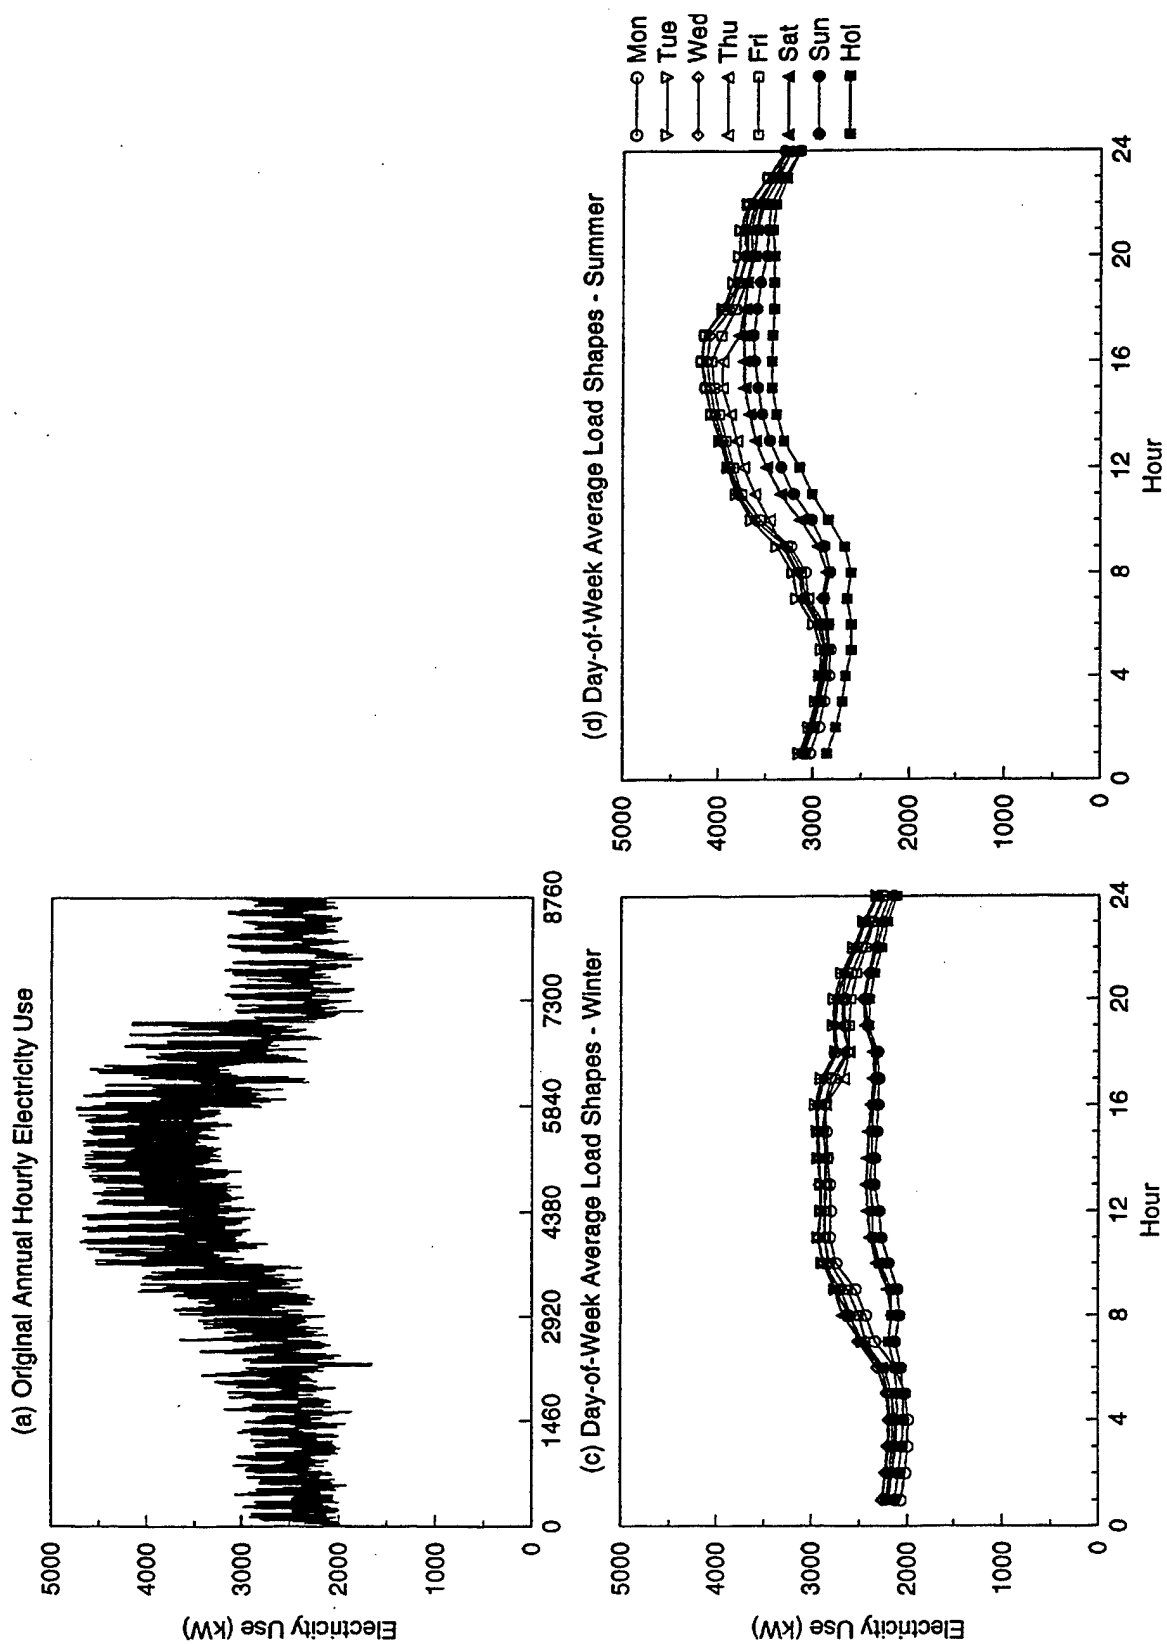 (a) Original Annual Hourly Electricity Use
Electricity Use (kW)
5000
4000
3000
2000
1000
0
0 1460 2920 4380 5840 7300 8760
(c) Day-of-Week Average Load Shapes - Winter
Electricity Use (kW)
5000
4000
3000
2000
1000
0
0 4 8 12 16 20 24
Hour
(d) Day-of-Week Average Load Shapes - Summer
5000
4000
3000
2000
1000
0
0 4 8 12 16 20 24
Hour
Mon
Tue
Wed
Thu
Fri
Sat
Sun
Hol